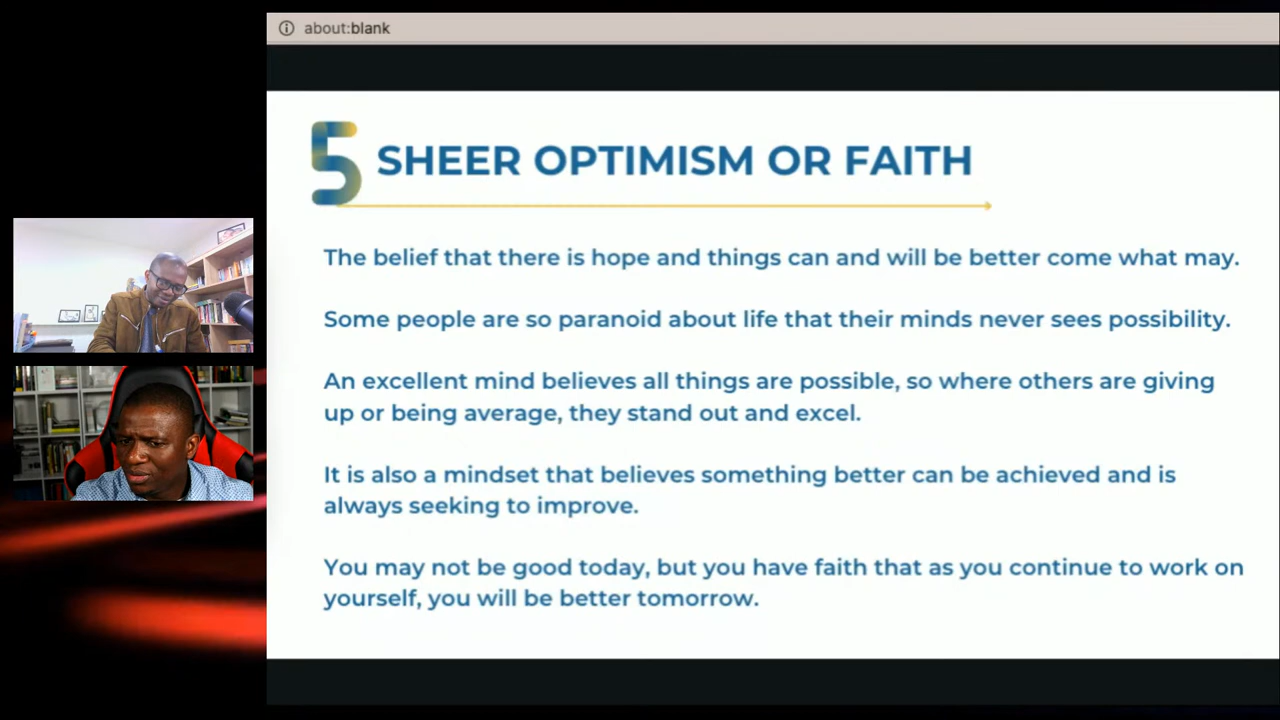 about:blank
5 SHEER OPTIMISM OR FAITH
The belief that there is hope and things can and will be better come what may.
Some people are so paranoid about life that their minds never sees possibility.
An excellent mind believes all things are possible, so where others are giving
up or being average, they stand out and excel.
It is also a mindset that believes something better can be achieved and is
always seeking to improve.
You may not be good today, but you have faith that as you continue to work on
yourself, you will be better tomorrow.